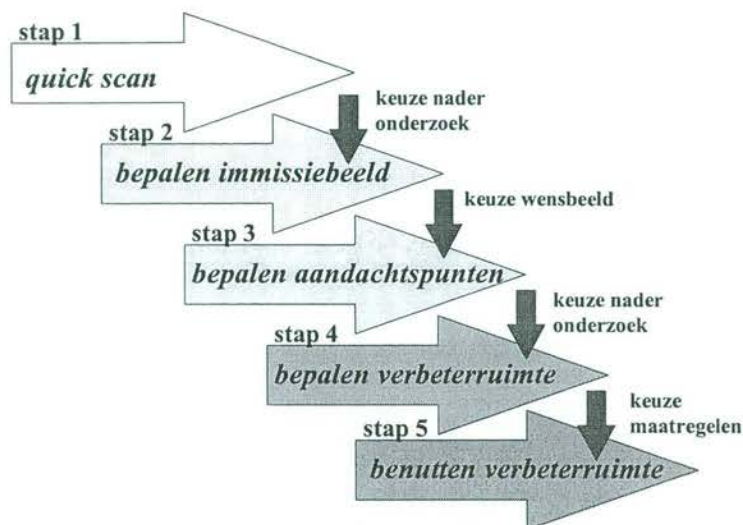 stap 1
quick scan
keuze nader
onderzoek
stap 2
bepalen immissiebeeld
keuze wensbeeld
stap 3
bepalen aandachtspunten
keuze nader
onderzoek
stap 4
bepalen verbeterruimte
keuze
maatregelen
stap 5
benutten verbeterruimte